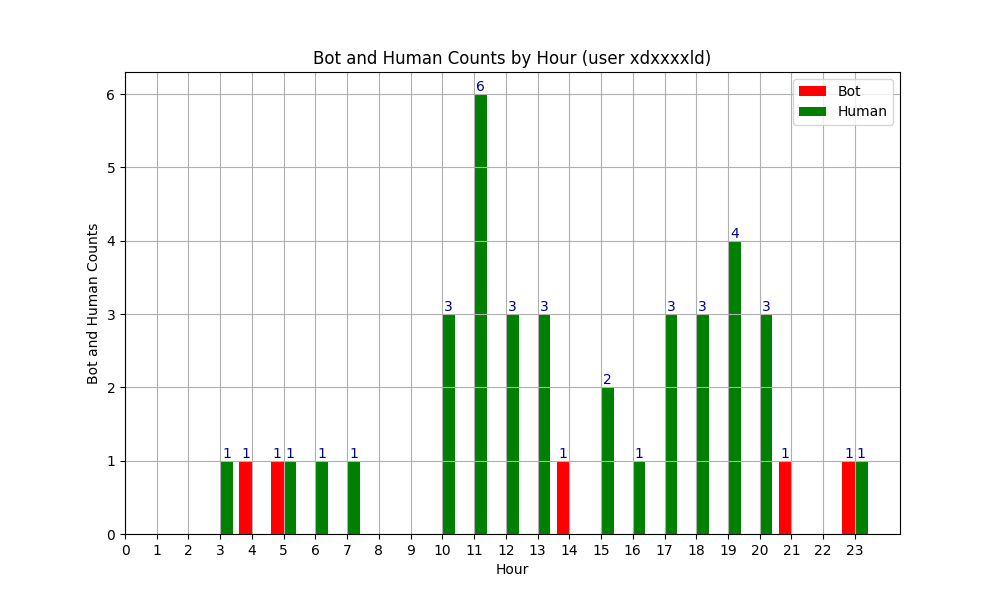 Bot and Human Counts by Hour (user xdxxxxld)
Bot
Human
Bot and Human Counts
6
5
4
3
2
1
0
1 1 1 1 1 1 3 6 3 3 1 2 1 3 3 4 3 1 1 1
0 1 2 3 4 5 6 7 8 9 10 11 12 13 14 15 16 17 18 19 20 21 22 23
Hour